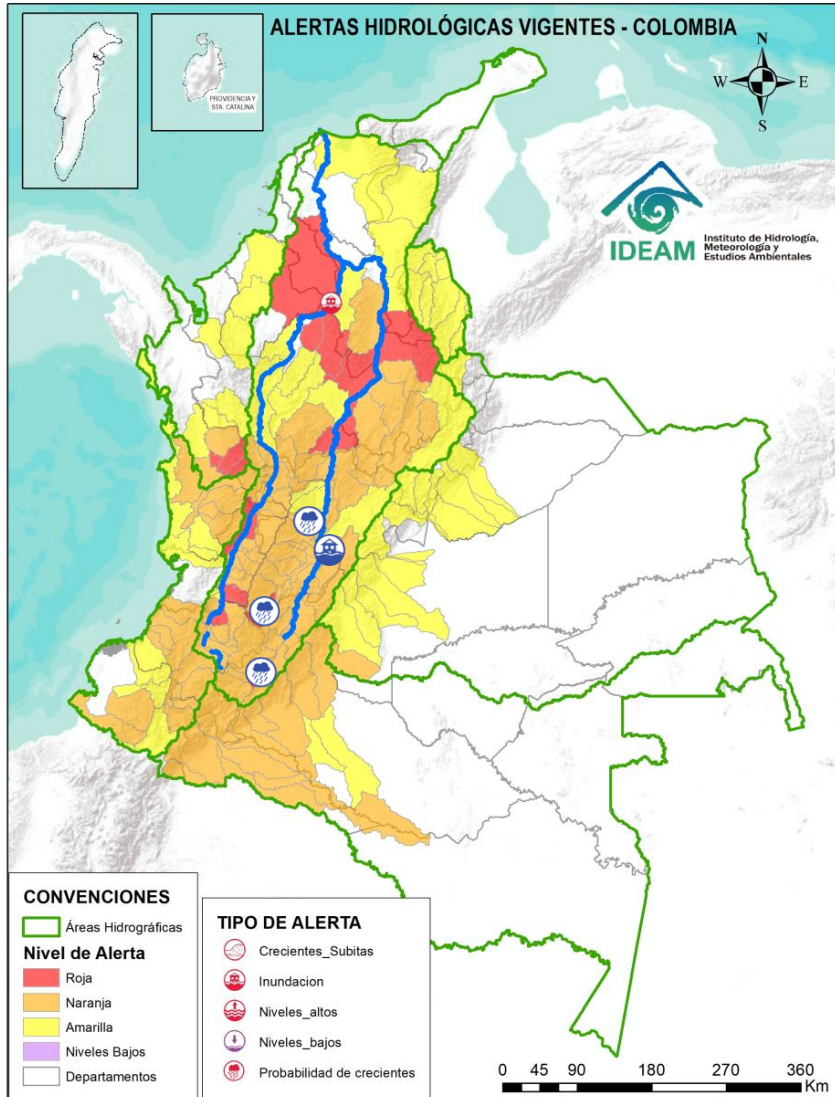 ALERTAS HIDROLÓGICAS VIGENTES - COLOMBIA
PROVIDENCIA Y
STA. CATALINA
N
W
E
S
IDEAM
Instituto de Hidrología,
Meteorología y
Estudios Ambientales
CONVENCIONES
Áreas Hidrográficas
Nivel de Alerta
Roja
Naranja
Amarilla
Niveles Bajos
Departamentos
TIPO DE ALERTA
Crecientes_Subitas
Inundacion
Niveles_altos
Niveles_bajos
Probabilidad de crecientes
0 45 90 180 270 360
Km